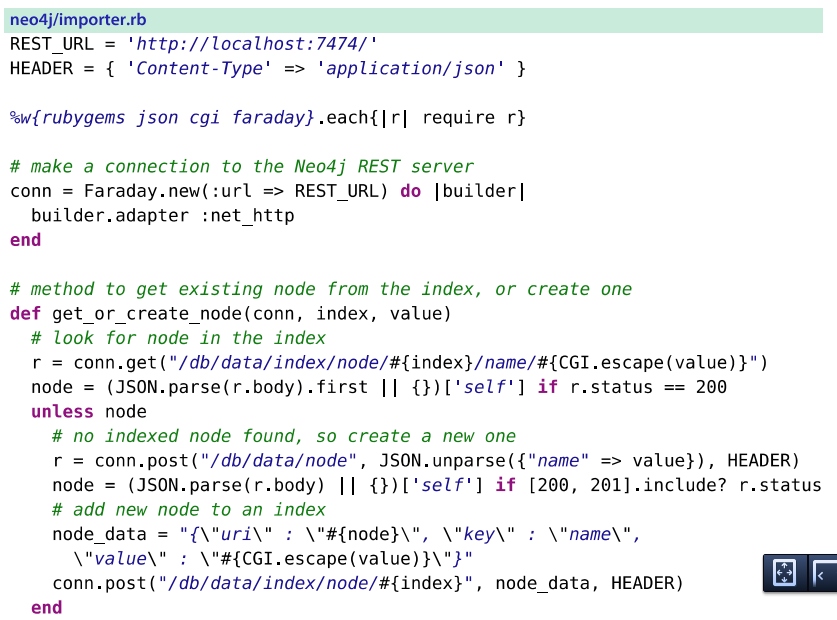 neo4j/importer.rb
REST_URL = 'http://localhost:7474/'
HEADER = { 'Content-Type' => 'application/json' }
%w{rubygems json cgi faraday}.each{|r| require r}
# make a connection to the Neo4j REST server
conn = Faraday.new(:url => REST_URL) do |builder|
  builder.adapter :net_http
end
# method to get existing node from the index, or create one
def get_or_create_node(conn, index, value)
  # look for node in the index
  r = conn.get("/db/data/index/node/#{index}/name/#{CGI.escape(value)}")
  node = (JSON.parse(r.body).first || {})['self'] if r.status == 200
  unless node
    # no indexed node found, so create a new one
    r = conn.post("/db/data/node", JSON.unparse({"name" => value}), HEADER)
    node = (JSON.parse(r.body) || {})['self'] if [200, 201].include? r.status
    # add new node to an index
    node_data = "{\"uri\" : \"#{node}\", \"key\" : \"name\",
      \"value\" : \"#{CGI.escape(value)}\"}"
    conn.post("/db/data/index/node/#{index}", node_data, HEADER)
  end